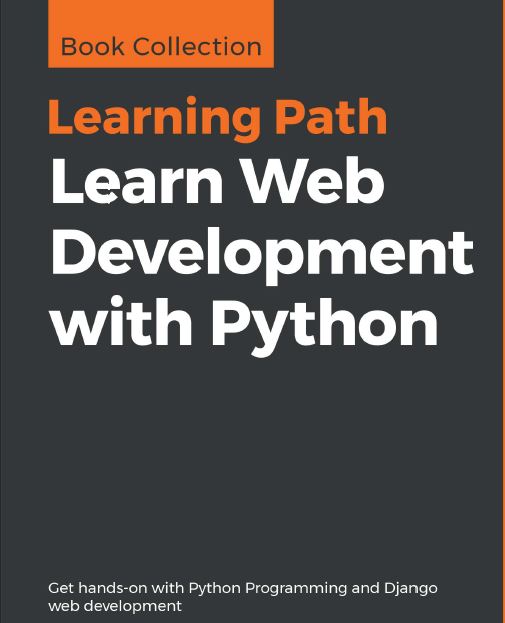 Book Collection
Learning Path
Learn Web
Development
with Python
Get hands-on with Python Programming and Django
web development